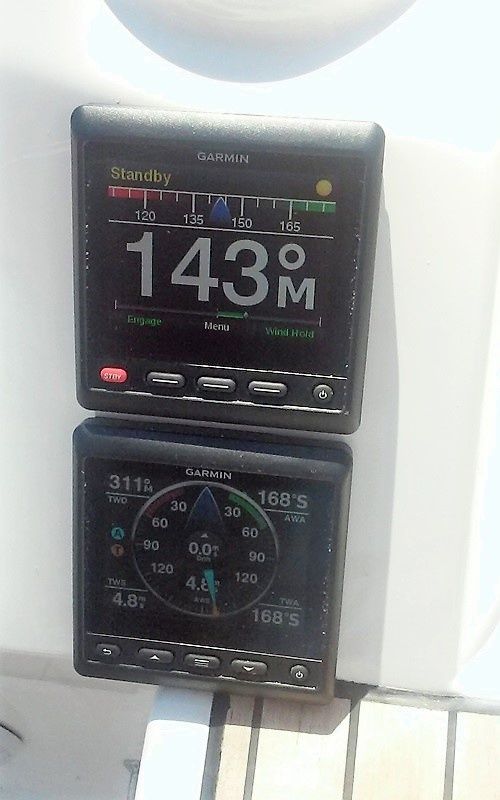 GARMIN
Standby
120 135 150 165
143°M
Engage Menu Wind Hold
STBY
GARMIN
311°M 168°S
TWD AWA
30 30
60 60
A
90 90
T
0.0
120 120
4.8
AWS
TWS TWA
4.8 168°S